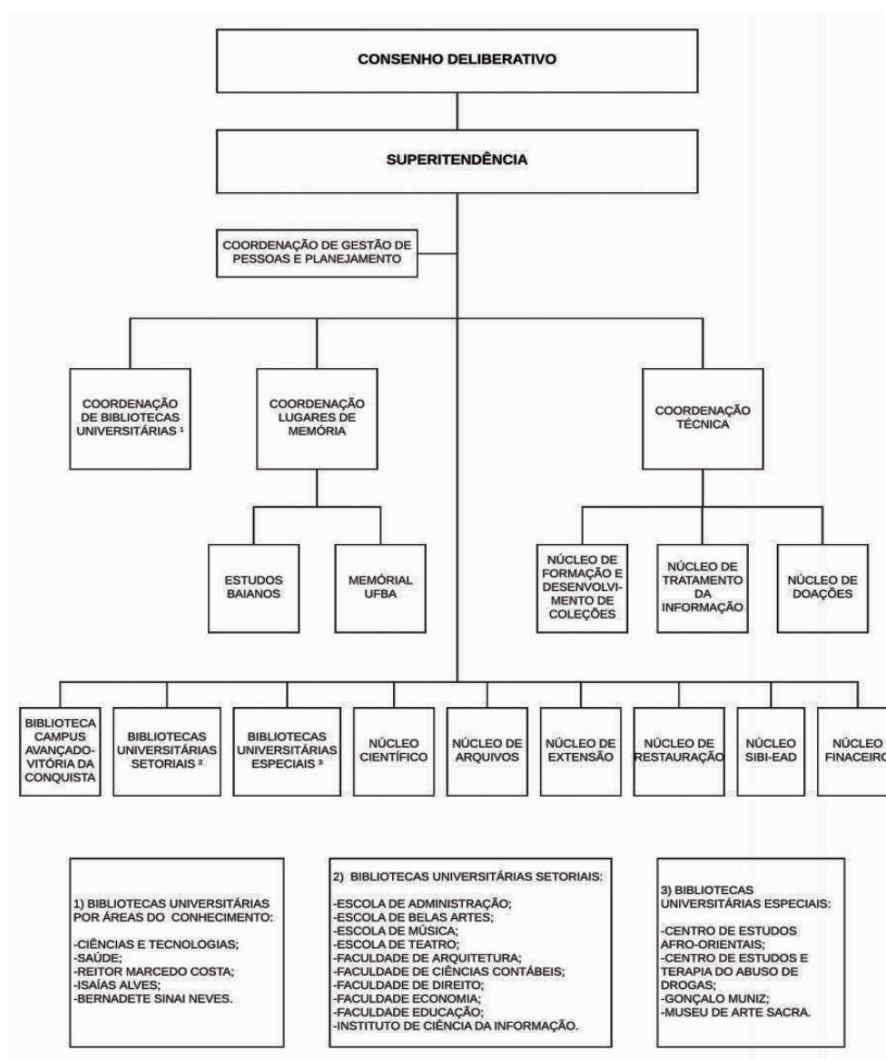 CONSENHO DELIBERATIVO
SUPERITENDÊNCIA
COORDENAÇÃO DE GESTÃO DE
PESSOAS E PLANEJAMENTO
COORDENAÇÃO
DE BIBLIOTECAS
UNIVERSITÁRIAS ¹
COORDENAÇÃO
LUGARES DE
MEMÓRIA
COORDENAÇÃO
TÉCNICA
ESTUDOS
BAIANOS
MEMÓRIAL
UFBA
NÚCLEO DE
FORMAÇÃO E
DESENVOLVI-
MENTO DE
COLEÇÕES
NÚCLEO DE
TRATAMENTO
DA
INFORMAÇÃO
NÚCLEO DE
DOAÇÕES
BIBLIOTECA
CAMPUS
AVANÇADO-
VITÓRIA DA
CONQUISTA
BIBLIOTECAS
UNIVERSITÁRIAS
SETORIAIS ²
BIBLIOTECAS
UNIVERSITÁRIAS
ESPECIAIS ³
NÚCLEO
CIENTÍFICO
NÚCLEO DE
ARQUIVOS
NÚCLEO DE
EXTENSÃO
NÚCLEO DE
RESTAURAÇÃO
NÚCLEO
SIBI-EAD
NÚCLEO
FINACEIRO
1) BIBLIOTECAS UNIVERSITÁRIAS
POR ÁREAS DO CONHECIMENTO:
-CIÊNCIAS E TECNOLOGIAS;
-SAÚDE;
-REITOR MARCEDO COSTA;
-ISAÍAS ALVES;
-BERNADETE SINAI NEVES.
2) BIBLIOTECAS UNIVERSITÁRIAS SETORIAIS:
-ESCOLA DE ADMINISTRAÇÃO;
-ESCOLA DE BELAS ARTES;
-ESCOLA DE MÚSICA;
-ESCOLA DE TEATRO;
-FACULDADE DE ARQUITETURA;
-FACULDADE DE CIÊNCIAS CONTÁBEIS;
-FACULDADE DE DIREITO;
-FACULDADE ECONOMIA;
-FACULDADE EDUCAÇÃO;
-INSTITUTO DE CIÊNCIA DA INFORMAÇÃO.
3) BIBLIOTECAS
UNIVERSITÁRIAS ESPECIAIS:
-CENTRO DE ESTUDOS
AFRO-ORIENTAIS;
-CENTRO DE ESTUDOS E
TERAPIA DO ABUSO DE
DROGAS;
-GONÇALO MUNIZ;
-MUSEU DE ARTE SACRA.